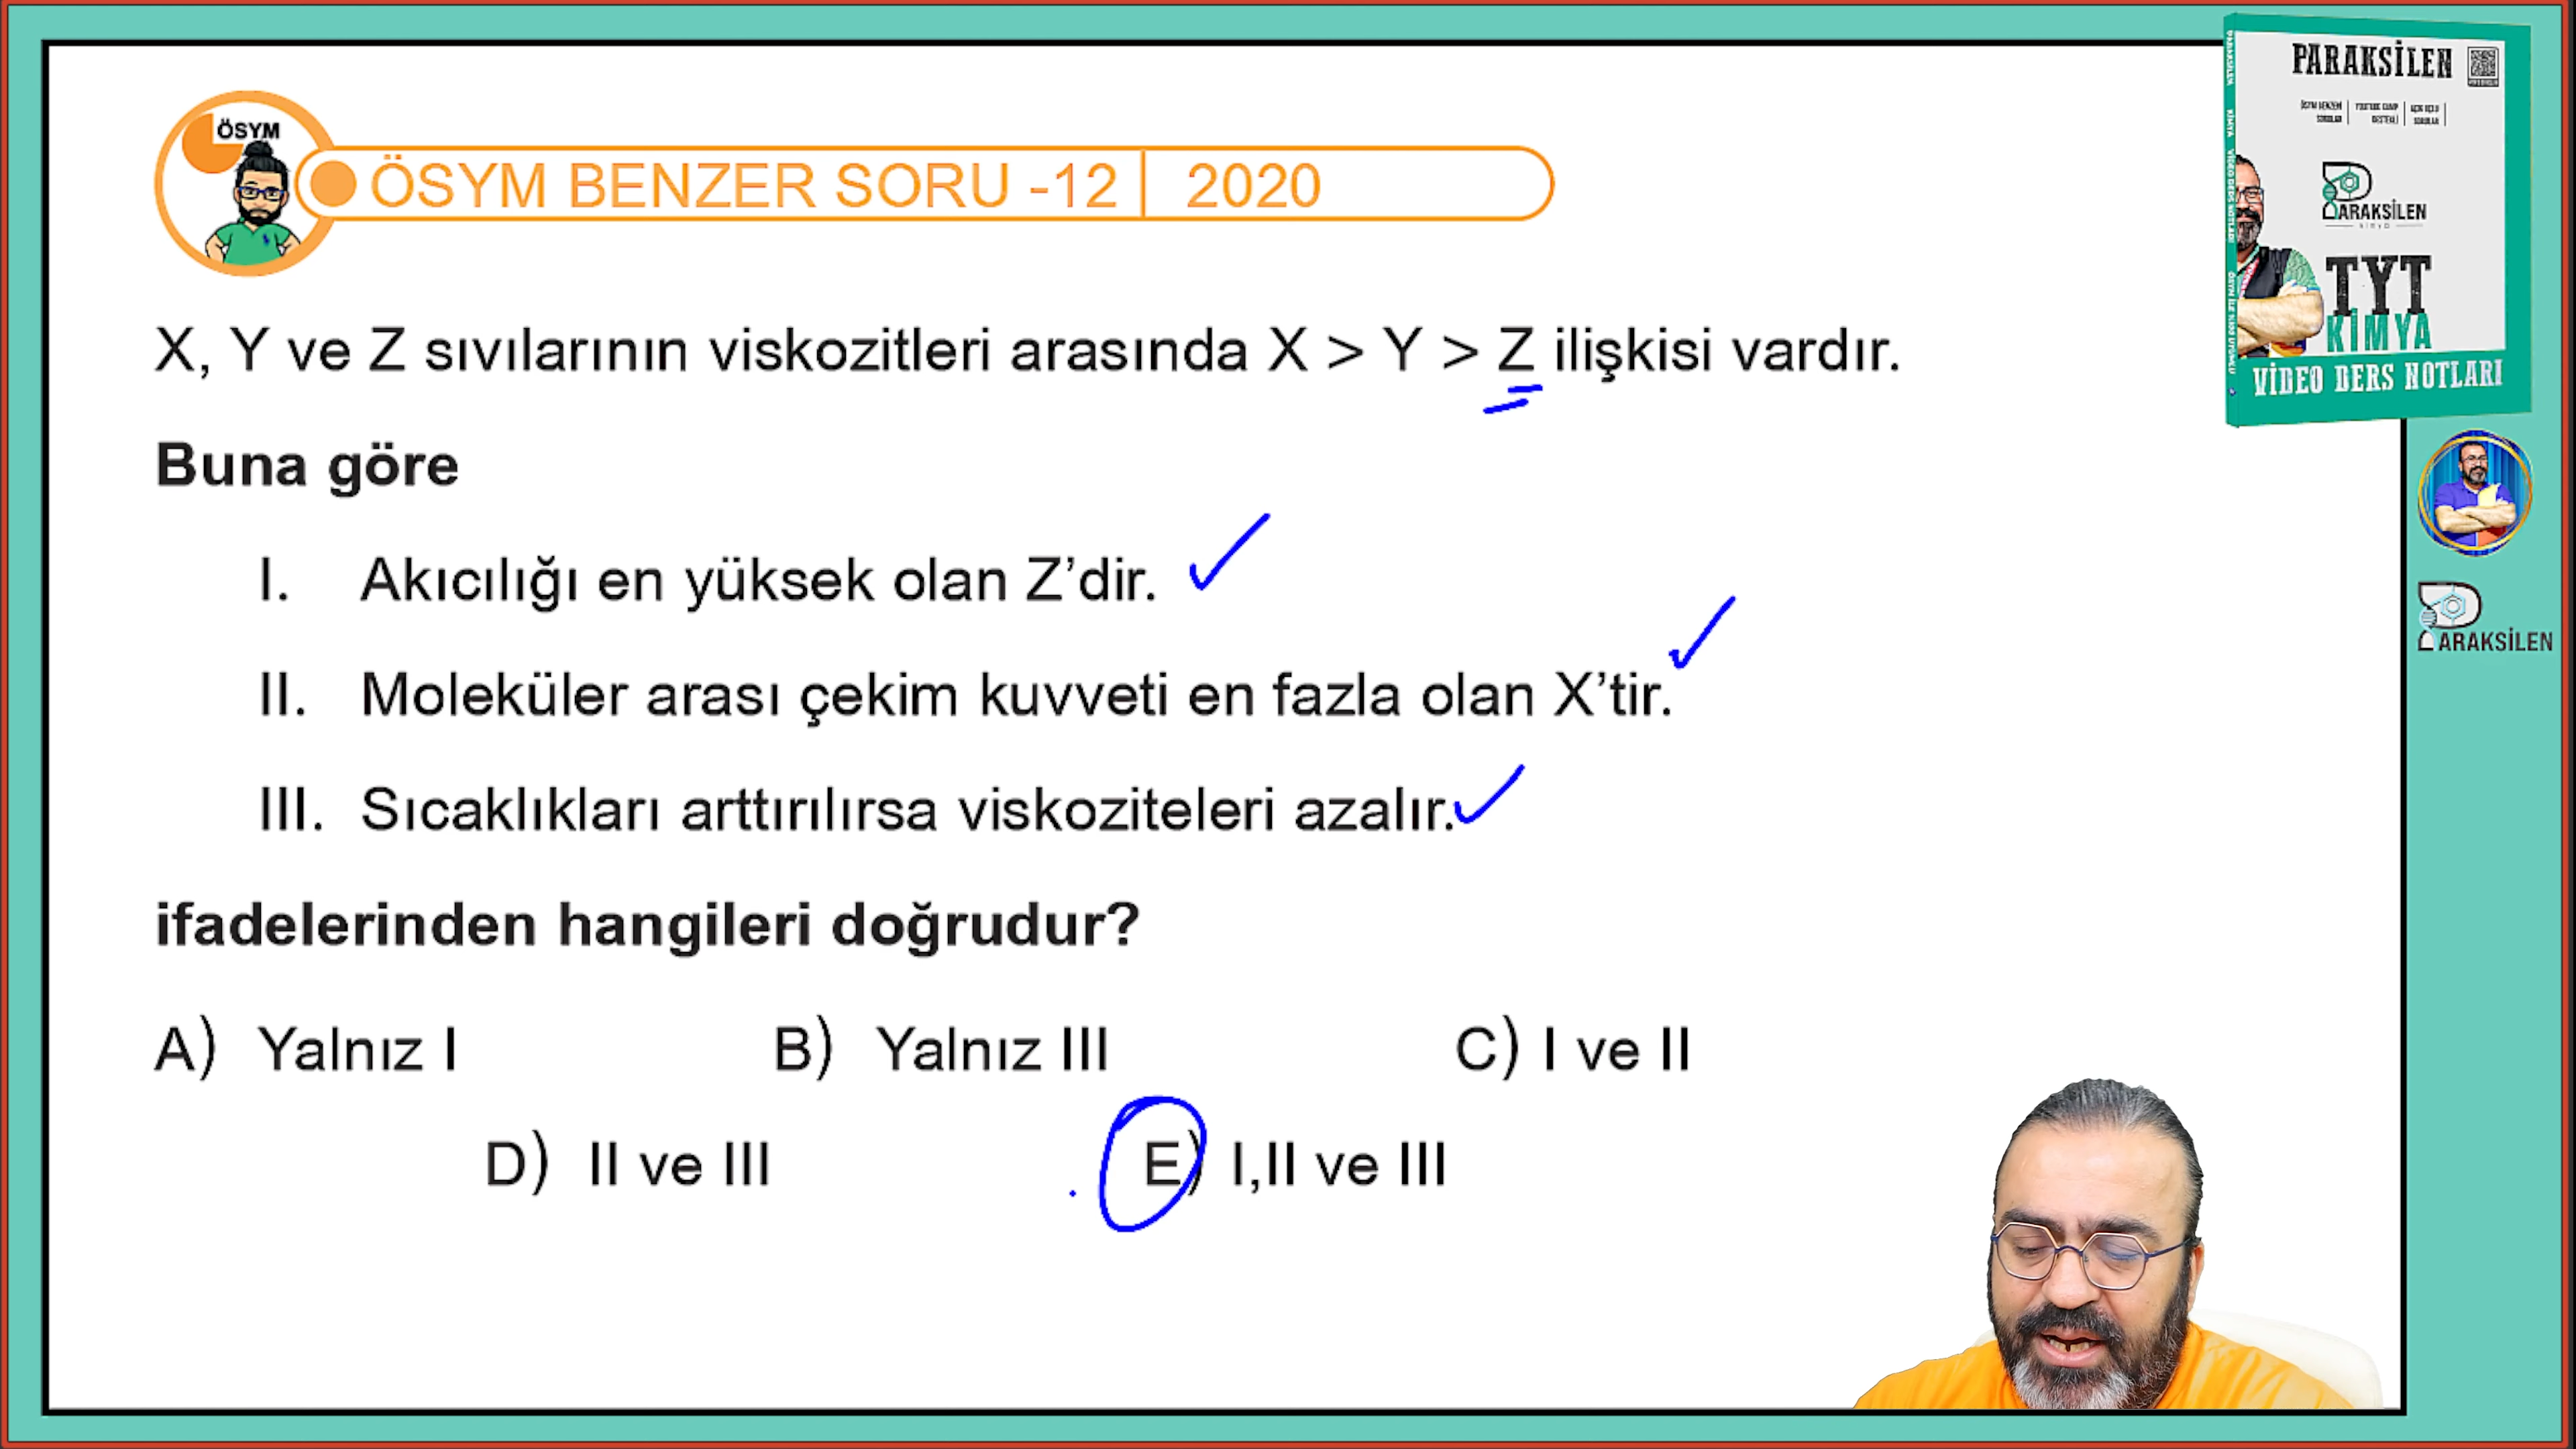 ÖSYM
ÖSYM BENZER SORU -12 | 2020
X, Y ve Z sıvılarının viskozitleri arasında X > Y > Z ilişkisi vardır.
Buna göre
I. Akıcılığı en yüksek olan Z’dir.
II. Moleküler arası çekim kuvveti en fazla olan X’tir.
III. Sıcaklıkları arttırılırsa viskoziteleri azalır.
ifadelerinden hangileri doğrudur?
A) Yalnız I B) Yalnız III C) I ve II
D) II ve III E) I,II ve III
PARAKSİLEN
PARAKSİLEN
TYT
KİMYA
VİDEO DERS NOTLARI
PARAKSİLEN